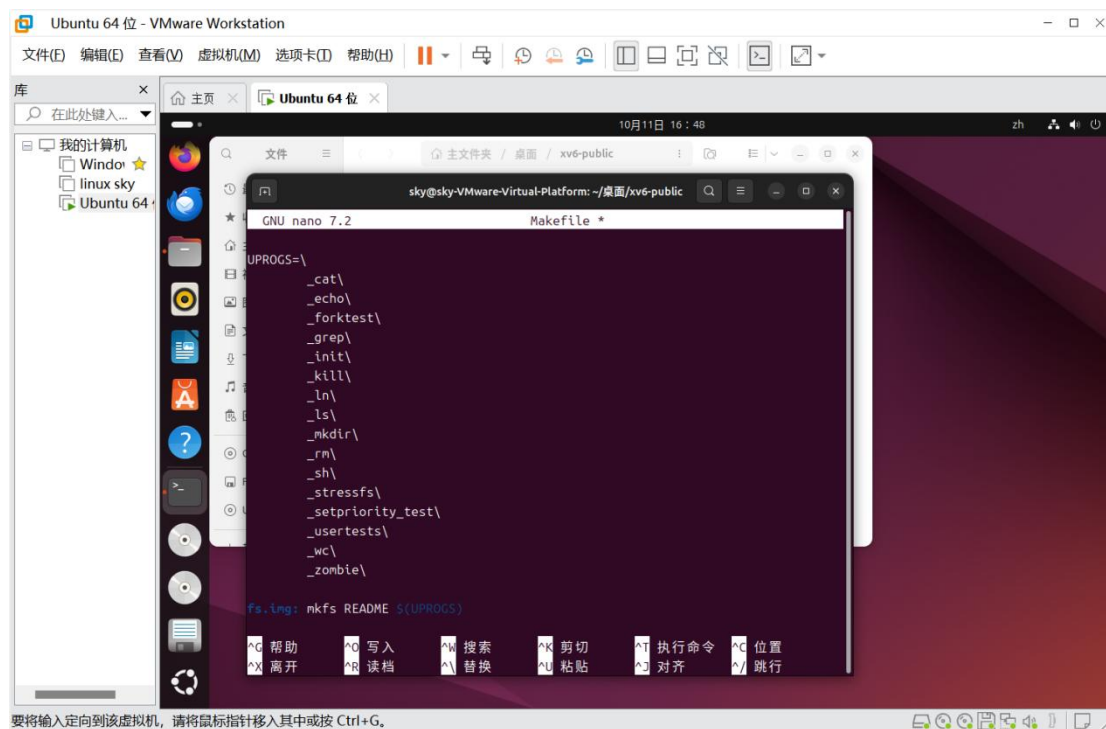 Ubuntu 64 位 - VMware Workstation
文件(F) 编辑(E) 查看(V) 虚拟机(M) 选项卡(T) 帮助(H)
库
主页
Ubuntu 64 位
在此处键入...
10月11日 16：48
zh
我的计算机
linux sky
Ubuntu 64
文件
主文件夹 / 桌面 / xv6-public
sky@sky-VMware-Virtual-Platform: ~/桌面/xv6-public
GNU nano 7.2 Makefile *
UPROGS=\
_cat\
_echo\
_forktest\
_grep\
_init\
_kill\
_ln\
_ls\
_mkdir\
_rm\
_sh\
_stressfs\
_setpriority_test\
_usertests\
_wc\
_zombie\
fs.img: mkfs README $(UPROGS)
^G 帮助 ^O 写入 ^W 搜索 ^K 剪切 ^T 执行命令 ^C 位置
^X 离开 ^R 读档 ^\ 替换 ^U 粘贴 ^J 对齐 ^/ 跳行
要将输入定向到该虚拟机，请将鼠标指针移入其中或按 Ctrl+G。